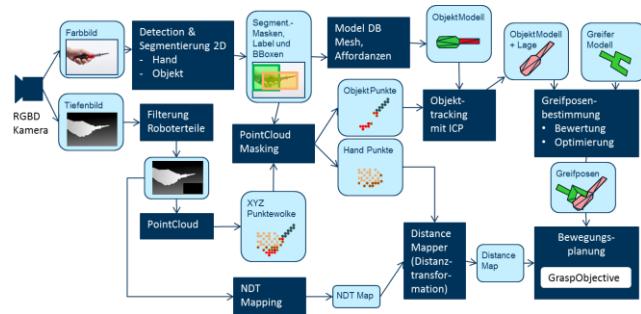 Farbbild
RGBD
Kamera
Tiefenbild
Detection &
Segmentierung 2D
- Hand
- Objekt
Filterung
Roboterteile
PointCloud
Segment.-
Masken,
Label und
BBoxen
PointCloud
Masking
XYZ
Punktewolke
NDT
Mapping
Model DB
Mesh,
Affordanzen
ObjektPunkte
Hand Punkte
NDT Map
ObjektModell
Objekt-
tracking
mit ICP
Distance
Mapper
(Distanz-
transfor-
mation)
Distance
Map
ObjektModell
+ Lage
Greifer
Modell
Greifposen-
bestimmung
• Bewertung
• Optimierung
Greifposen
Bewegungs-
planung
GraspObjective